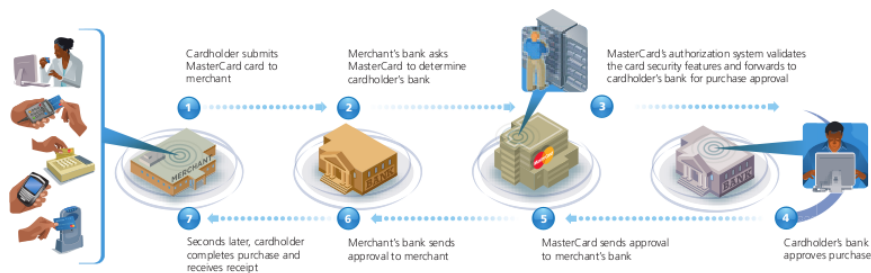 Cardholder submits
MasterCard card to
merchant
1
Merchant's bank asks
MasterCard to determine
cardholder's bank
2
MasterCard's authorization system validates
the card security features and forwards to
cardholder's bank for purchase approval
3
MERCHANT
BANK
MasterCard
BANK
7
Seconds later, cardholder
completes purchase and
receives receipt
6
Merchant's bank sends
approval to merchant
5
MasterCard sends approval
to merchant's bank
4
Cardholder's bank
approves purchase